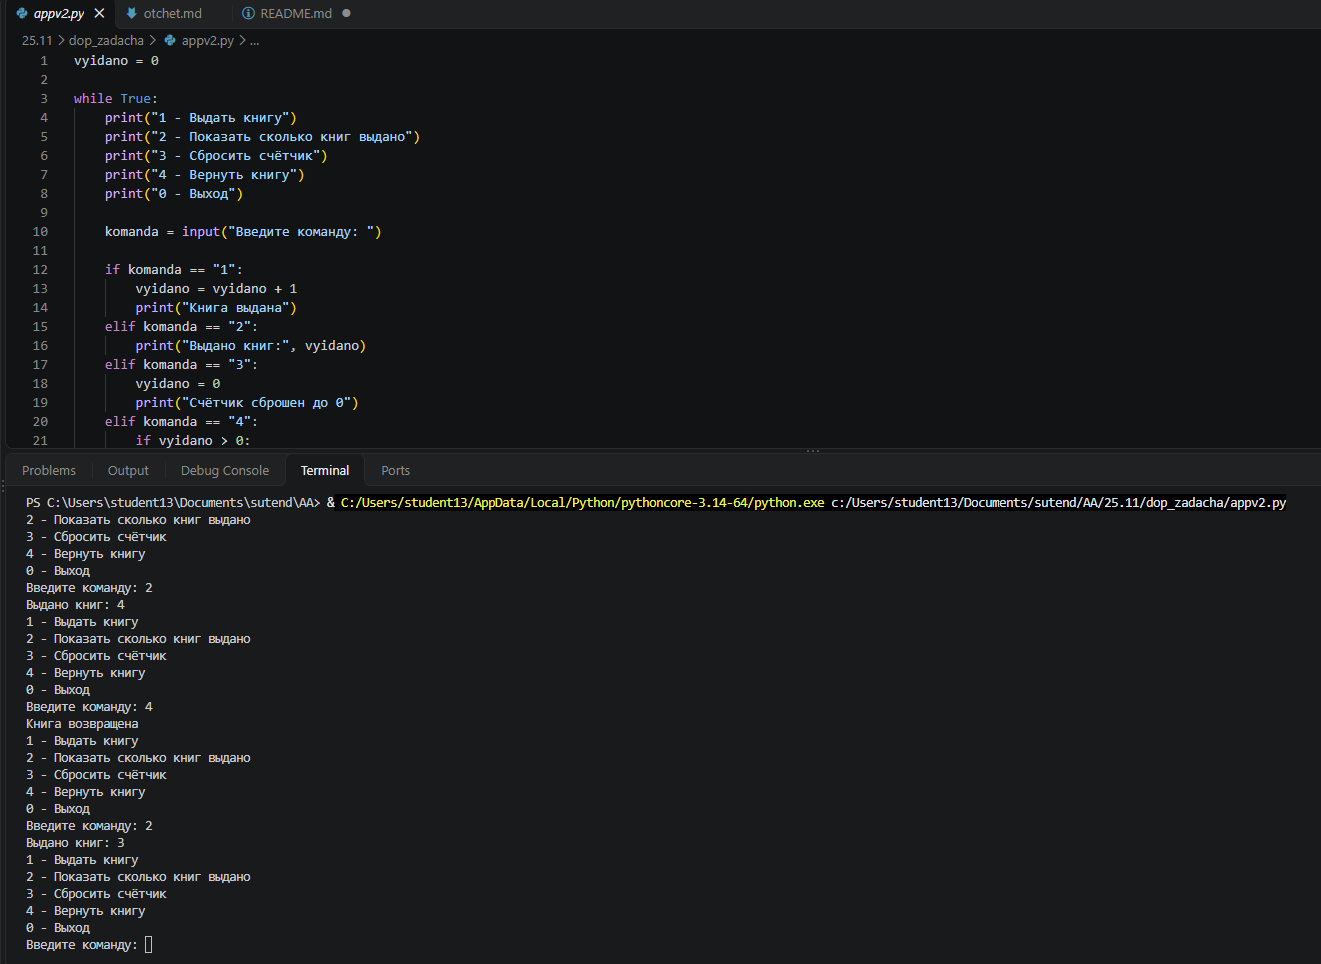 appv2.py otchet.md README.md
25.11 > dop_zadacha > appv2.py > ...
1 vyidano = 0
2
3 while True:
4 print("1 - Выдать книгу")
5 print("2 - Показать сколько книг выдано")
6 print("3 - Сбросить счётчик")
7 print("4 - Вернуть книгу")
8 print("0 - Выход")
9
10 komanda = input("Введите команду: ")
11
12 if komanda == "1":
13 vyidano = vyidano + 1
14 print("Книга выдана")
15 elif komanda == "2":
16 print("Выдано книг:", vyidano)
17 elif komanda == "3":
18 vyidano = 0
19 print("Счётчик сброшен до 0")
20 elif komanda == "4":
21 if vyidano > 0:
Problems Output Debug Console Terminal Ports
PS C:\Users\student13\Documents\sutend\AA> & C:/Users/student13/AppData/Local/Python/pythoncore-3.14-64/python.exe c:/Users/student13/Documents/sutend/AA/25.11/dop_zadacha/appv2.py
2 - Показать сколько книг выдано
3 - Сбросить счётчик
4 - Вернуть книгу
0 - Выход
Введите команду: 2
Выдано книг: 4
1 - Выдать книгу
2 - Показать сколько книг выдано
3 - Сбросить счётчик
4 - Вернуть книгу
0 - Выход
Введите команду: 4
Книга возвращена
1 - Выдать книгу
2 - Показать сколько книг выдано
3 - Сбросить счётчик
4 - Вернуть книгу
0 - Выход
Введите команду: 2
Выдано книг: 3
1 - Выдать книгу
2 - Показать сколько книг выдано
3 - Сбросить счётчик
4 - Вернуть книгу
0 - Выход
Введите команду: